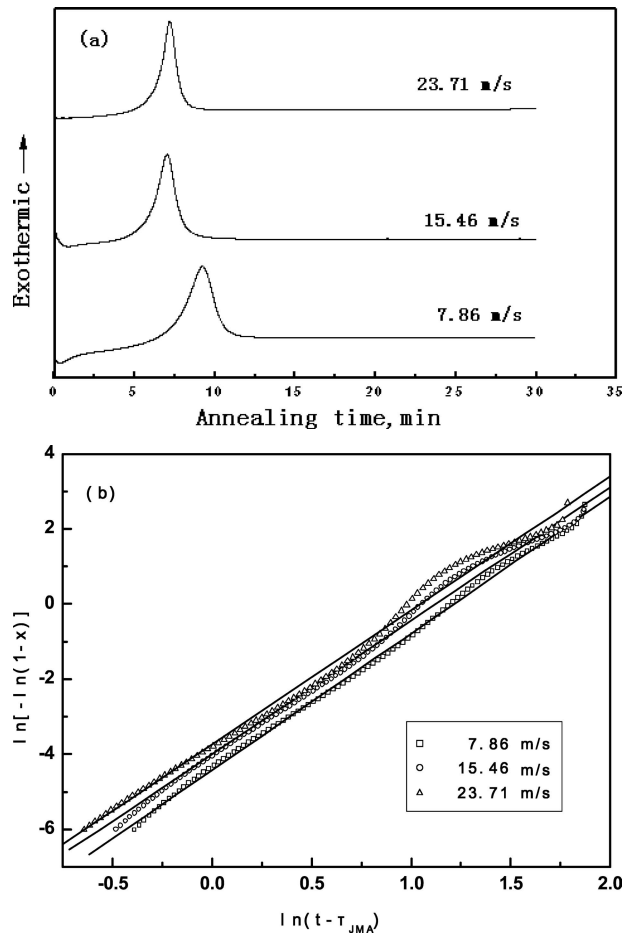 (a)
23.71 m/s
15.46 m/s
7.86 m/s
Exothermic
0 5 10 15 20 25 30 35
Annealing time,min
(b)
4
2
0
-2
-4
-6
ln[-ln(1-x)]
7.86 m/s
15.46 m/s
23.71 m/s
-0.5 0.0 0.5 1.0 1.5 2.0
ln(t-τJMA)